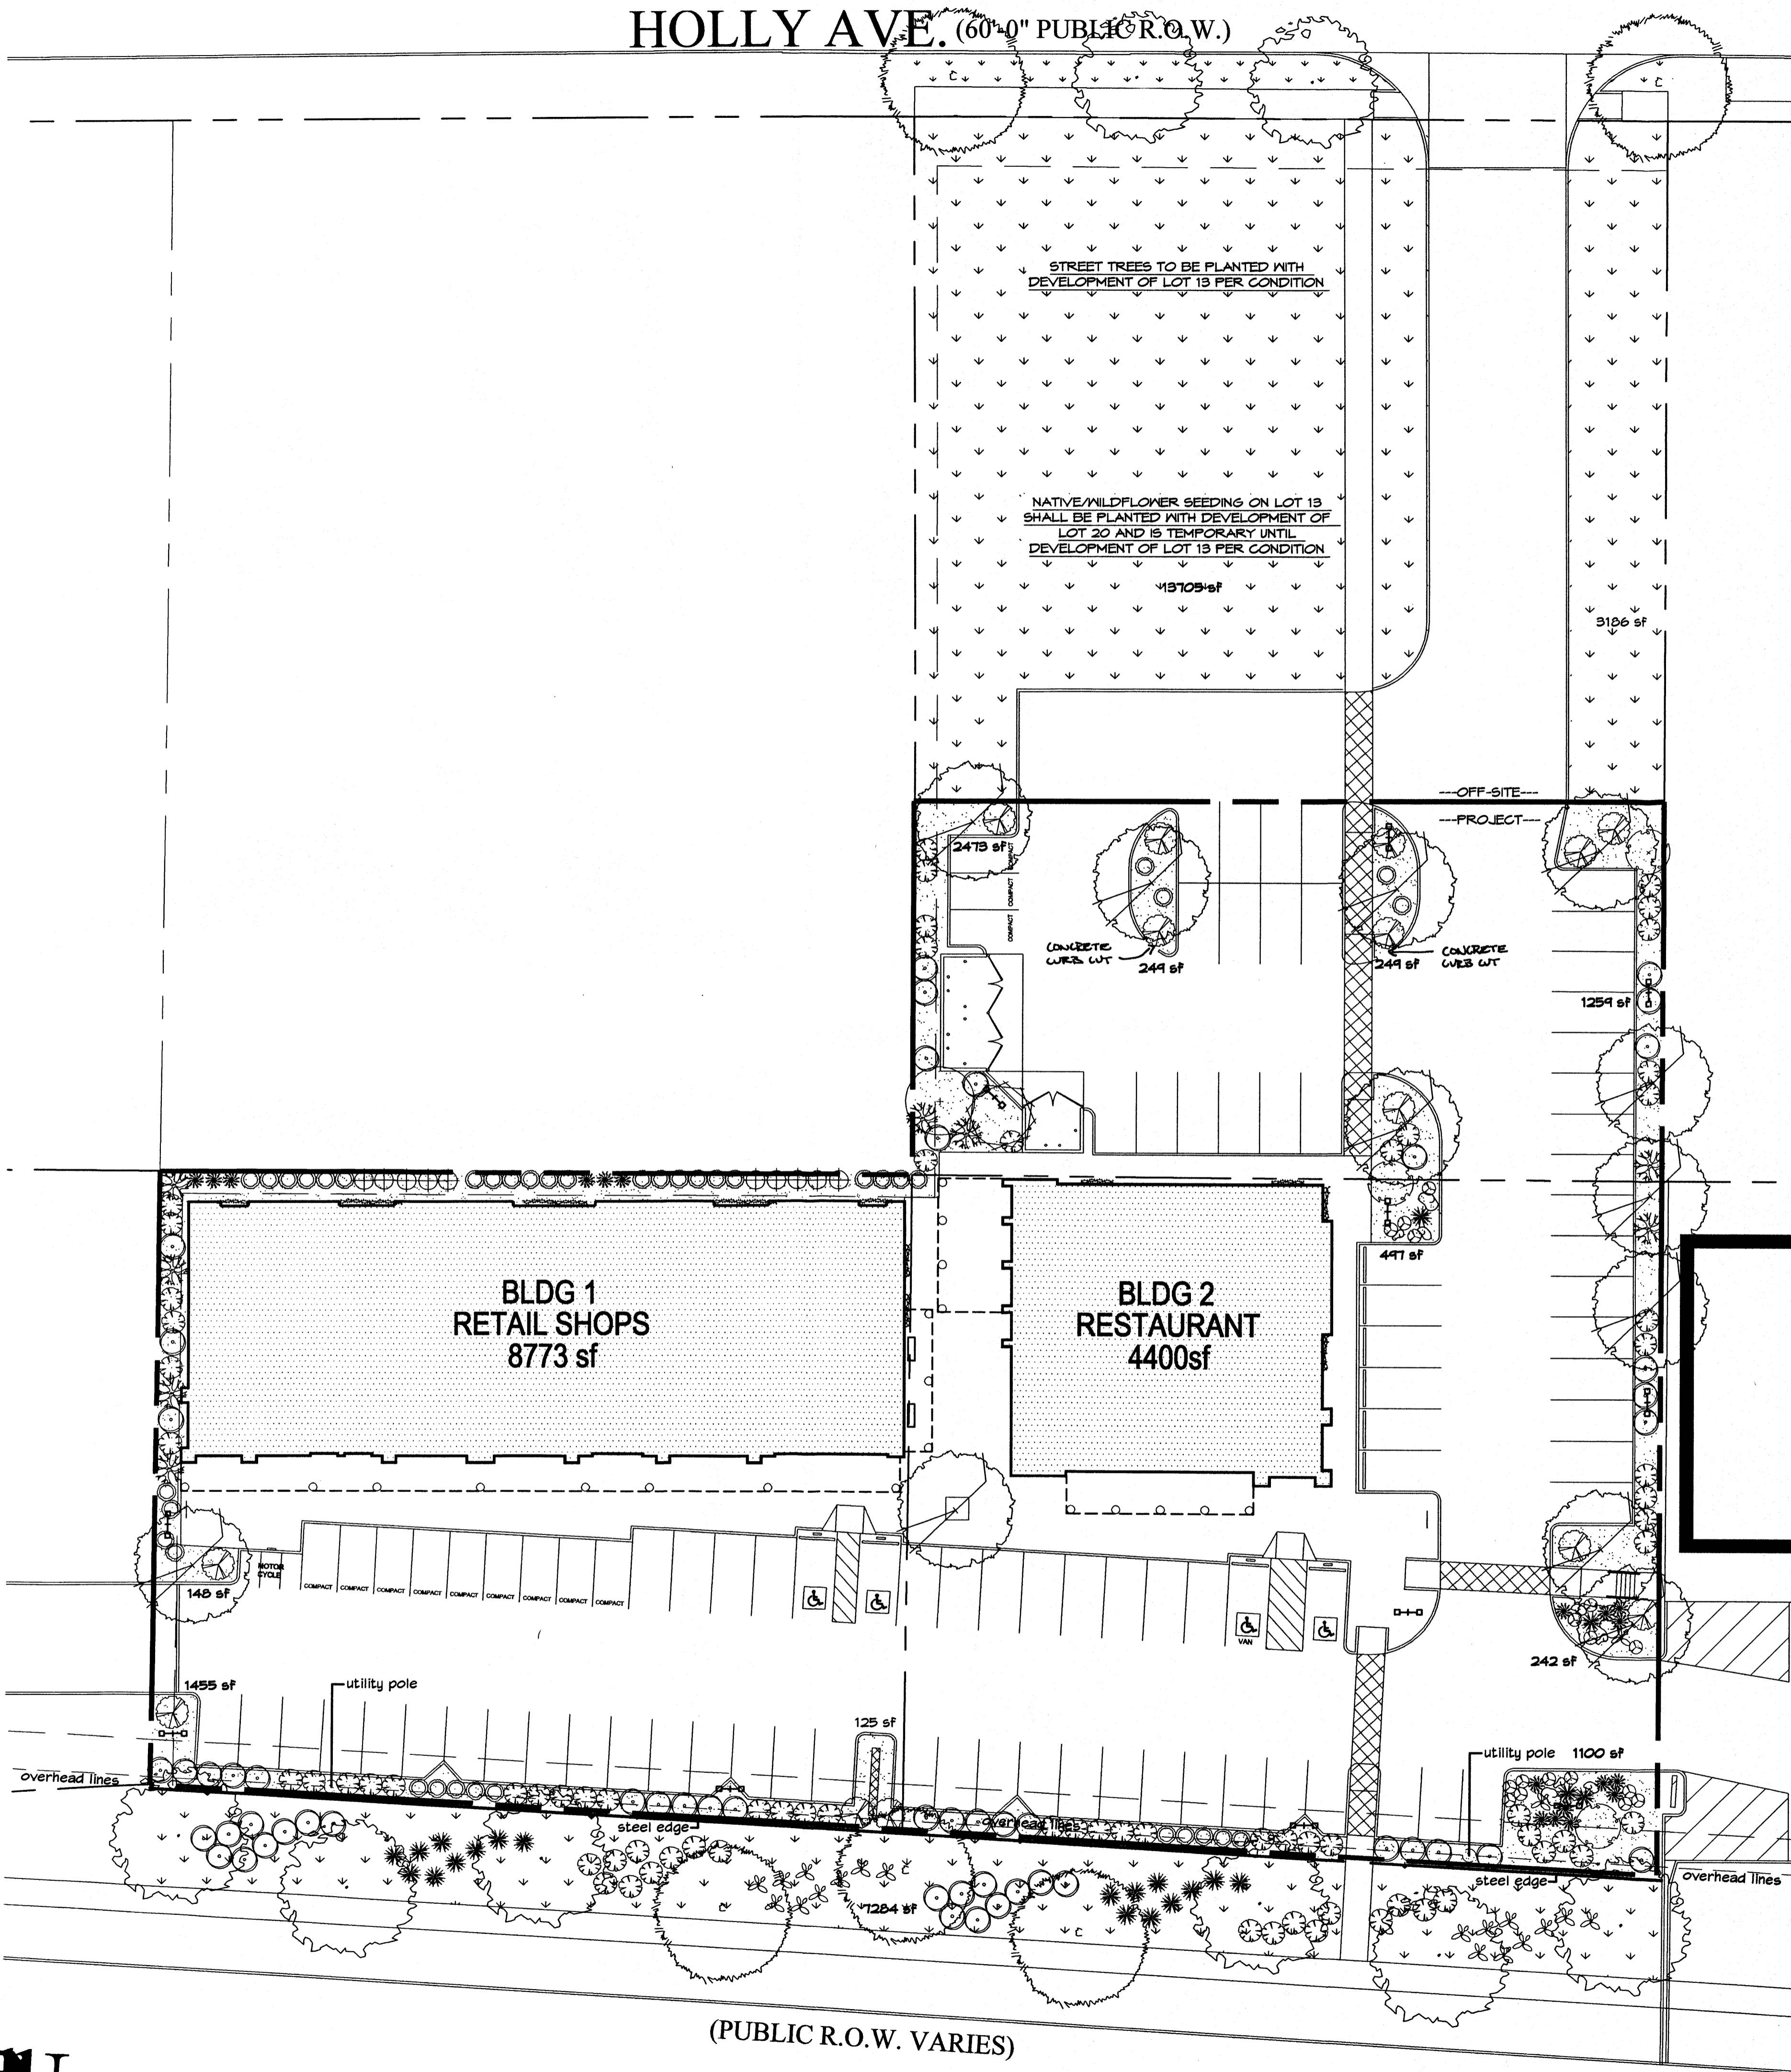 HOLLY AVE. (60'-0" PUBLIC R.O.W.)
C
C
STREET TREES TO BE PLANTED WITH
DEVELOPMENT OF LOT 13 PER CONDITION
NATIVE/WILDFLOWER SEEDING ON LOT 13
SHALL BE PLANTED WITH DEVELOPMENT OF
LOT 20 AND IS TEMPORARY UNTIL
DEVELOPMENT OF LOT 13 PER CONDITION
13705 sf
3186 sf
---OFF-SITE---
---PROJECT---
2473 sf
COMPACT
COMPACT
COMPACT
CONCRETE
CURB CUT
249 sf
249 sf
CONCRETE
CURB CUT
1259 sf
497 sf
BLDG 1
RETAIL SHOPS
8773 sf
BLDG 2
RESTAURANT
4400sf
MOTOR
CYCLE
COMPACT COMPACT COMPACT COMPACT COMPACT COMPACT COMPACT COMPACT COMPACT
148 sf
VAN
242 sf
1455 sf
utility pole
125 sf
utility pole 1100 sf
overhead lines
steel edge
overhead lines
steel edge
overhead lines
7284 sf
C
C
C
(PUBLIC R.O.W. VARIES)